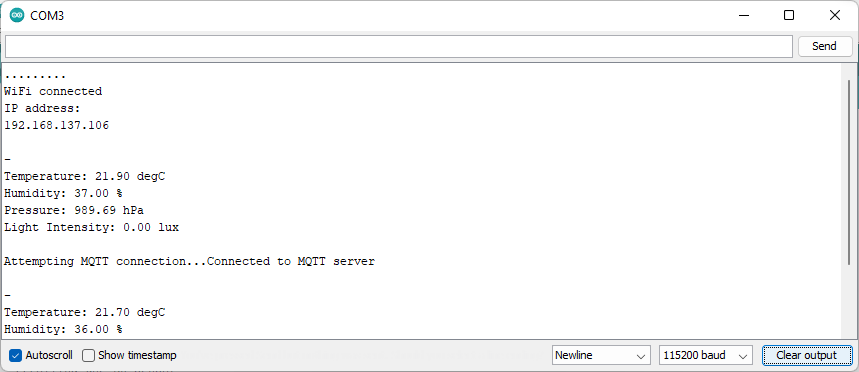 COM3
Send
.........
WiFi connected
IP address:
192.168.137.106
-
Temperature: 21.90 degC
Humidity: 37.00 %
Pressure: 989.69 hPa
Light Intensity: 0.00 lux
Attempting MQTT connection...Connected to MQTT server
-
Temperature: 21.70 degC
Humidity: 36.00 %
Autoscroll Show timestamp Newline 115200 baud Clear output